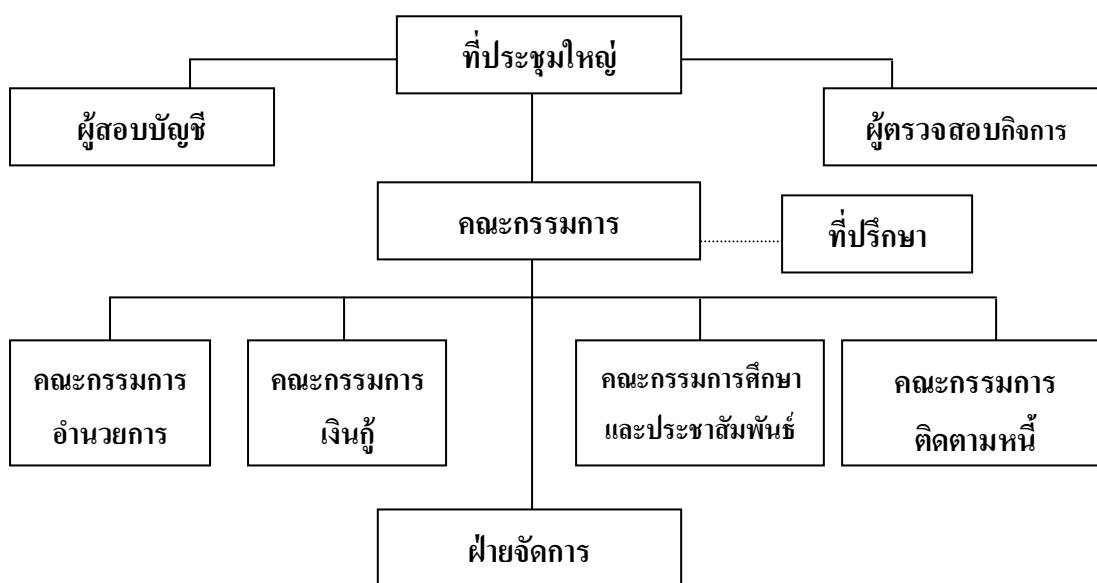 ที่ประชุมใหญ่
ผู้สอบบัญชี
ผู้ตรวจสอบกิจการ
คณะกรรมการ
ที่ปรึกษา
คณะกรรมการ
อำนวยการ
คณะกรรมการ
เงินกู้
คณะกรรมการศึกษา
และประชาสัมพันธ์
คณะกรรมการ
ติดตามหนี้
ฝ่ายจัดการ